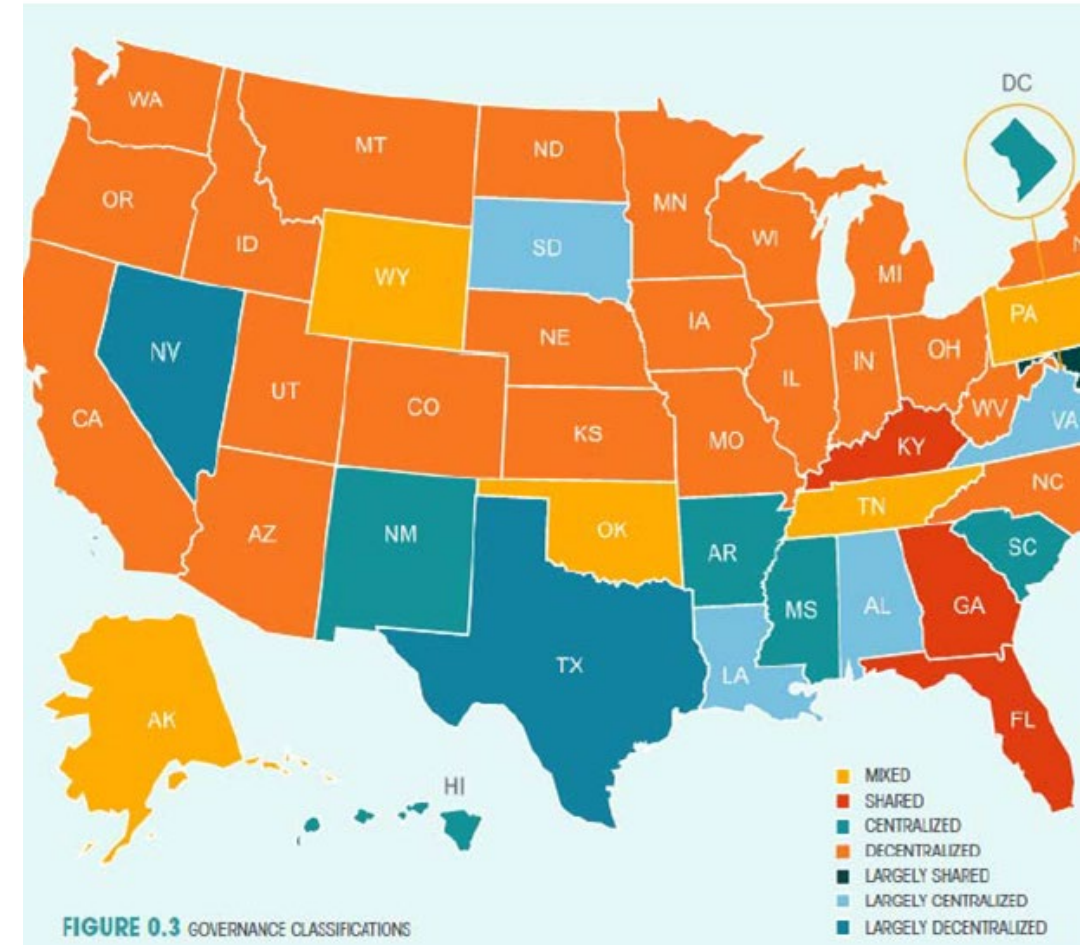 DC
WA
MT
ND
MN
OR
ID
WI
SD
WY
MI
N
PA
NE
IA
OH
NV
IN
IL
UT
CO
WV
CA
KS
MO
KY
VA
NC
TN
AZ
NM
OK
AR
SC
MS
AL
GA
TX
LA
AK
FL
HI
MIXED
SHARED
CENTRALIZED
DECENTRALIZED
LARGELY SHARED
LARGELY CENTRALIZED
LARGELY DECENTRALIZED
FIGURE 0.3 GOVERNANCE CLASSIFICATIONS